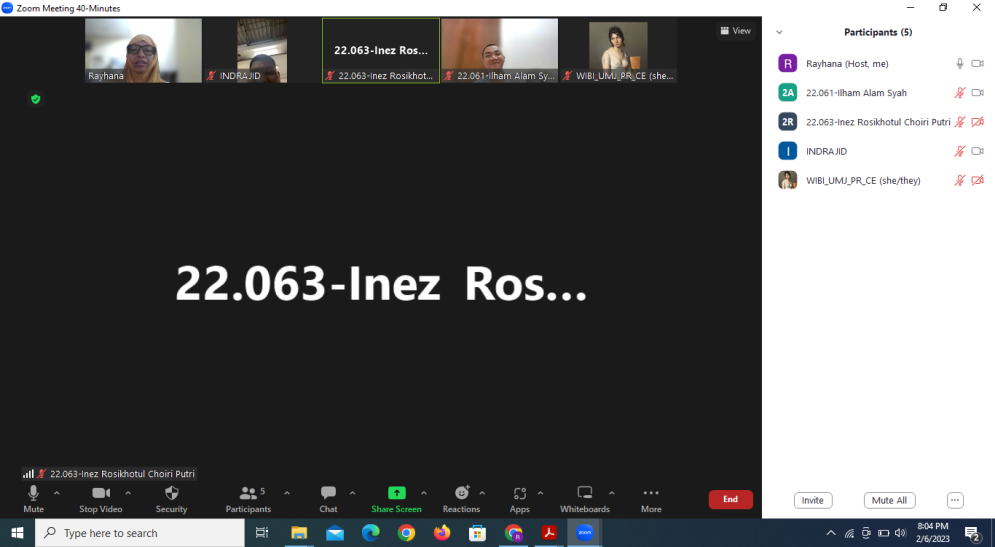 Zoom Meeting 40-Minutes
View
Rayhana
INDRAJID
22.063-Inez Ros...
22.063-Inez Rosikhot...
22.061-Ilham Alam Sy...
WIBI_UMJ_PR_CE (she...
22.063-Inez Ros...
22.063-Inez Rosikhotul Choiri Putri
Mute
Stop Video
Security
5
Participants
Chat
Share Screen
Reactions
Apps
Whiteboards
More
End
Participants (5)
R
Rayhana (Host, me)
2A
22.061-Ilham Alam Syah
2R
22.063-Inez Rosikhotul Choiri Putri
I
INDRAJID
WIBI_UMJ_PR_CE (she/they)
Invite
Mute All
Type here to search
8:04 PM
2/6/2023
2